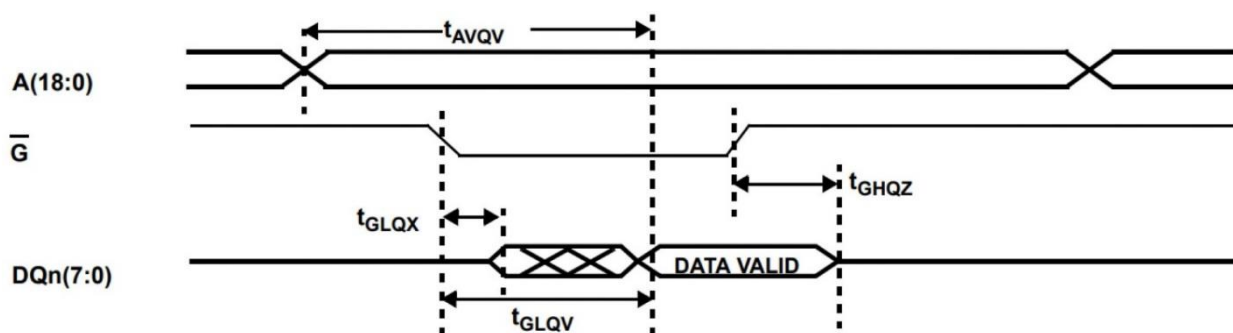 tAVQV
A(18:0)
G̅
tGHQZ
tGLQX
DQn(7:0)
DATA VALID
tGLQV